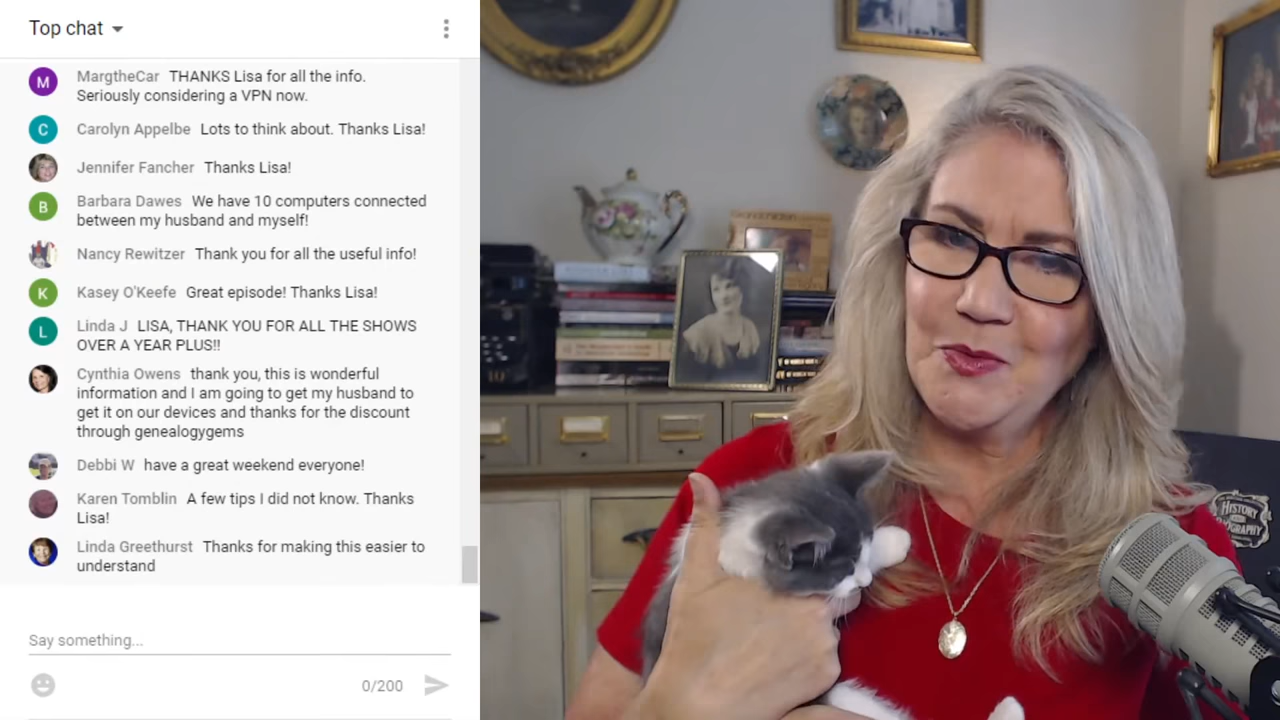 Top chat
M
MargtheCar THANKS Lisa for all the info.
Seriously considering a VPN now.
C
Carolyn Appelbe Lots to think about. Thanks Lisa!
Jennifer Fancher Thanks Lisa!
B
Barbara Dawes We have 10 computers connected
between my husband and myself!
Nancy Rewitzer Thank you for all the useful info!
K
Kasey O'Keefe Great episode! Thanks Lisa!
L
Linda J LISA, THANK YOU FOR ALL THE SHOWS
OVER A YEAR PLUS!!
Cynthia Owens thank you, this is wonderful
information and I am going to get my husband to
get it on our devices and thanks for the discount
through genealogygems
Debbi W have a great weekend everyone!
Karen Tomblin A few tips I did not know. Thanks
Lisa!
Linda Greethurst Thanks for making this easier to
understand
Say something...
0/200
HISTORY